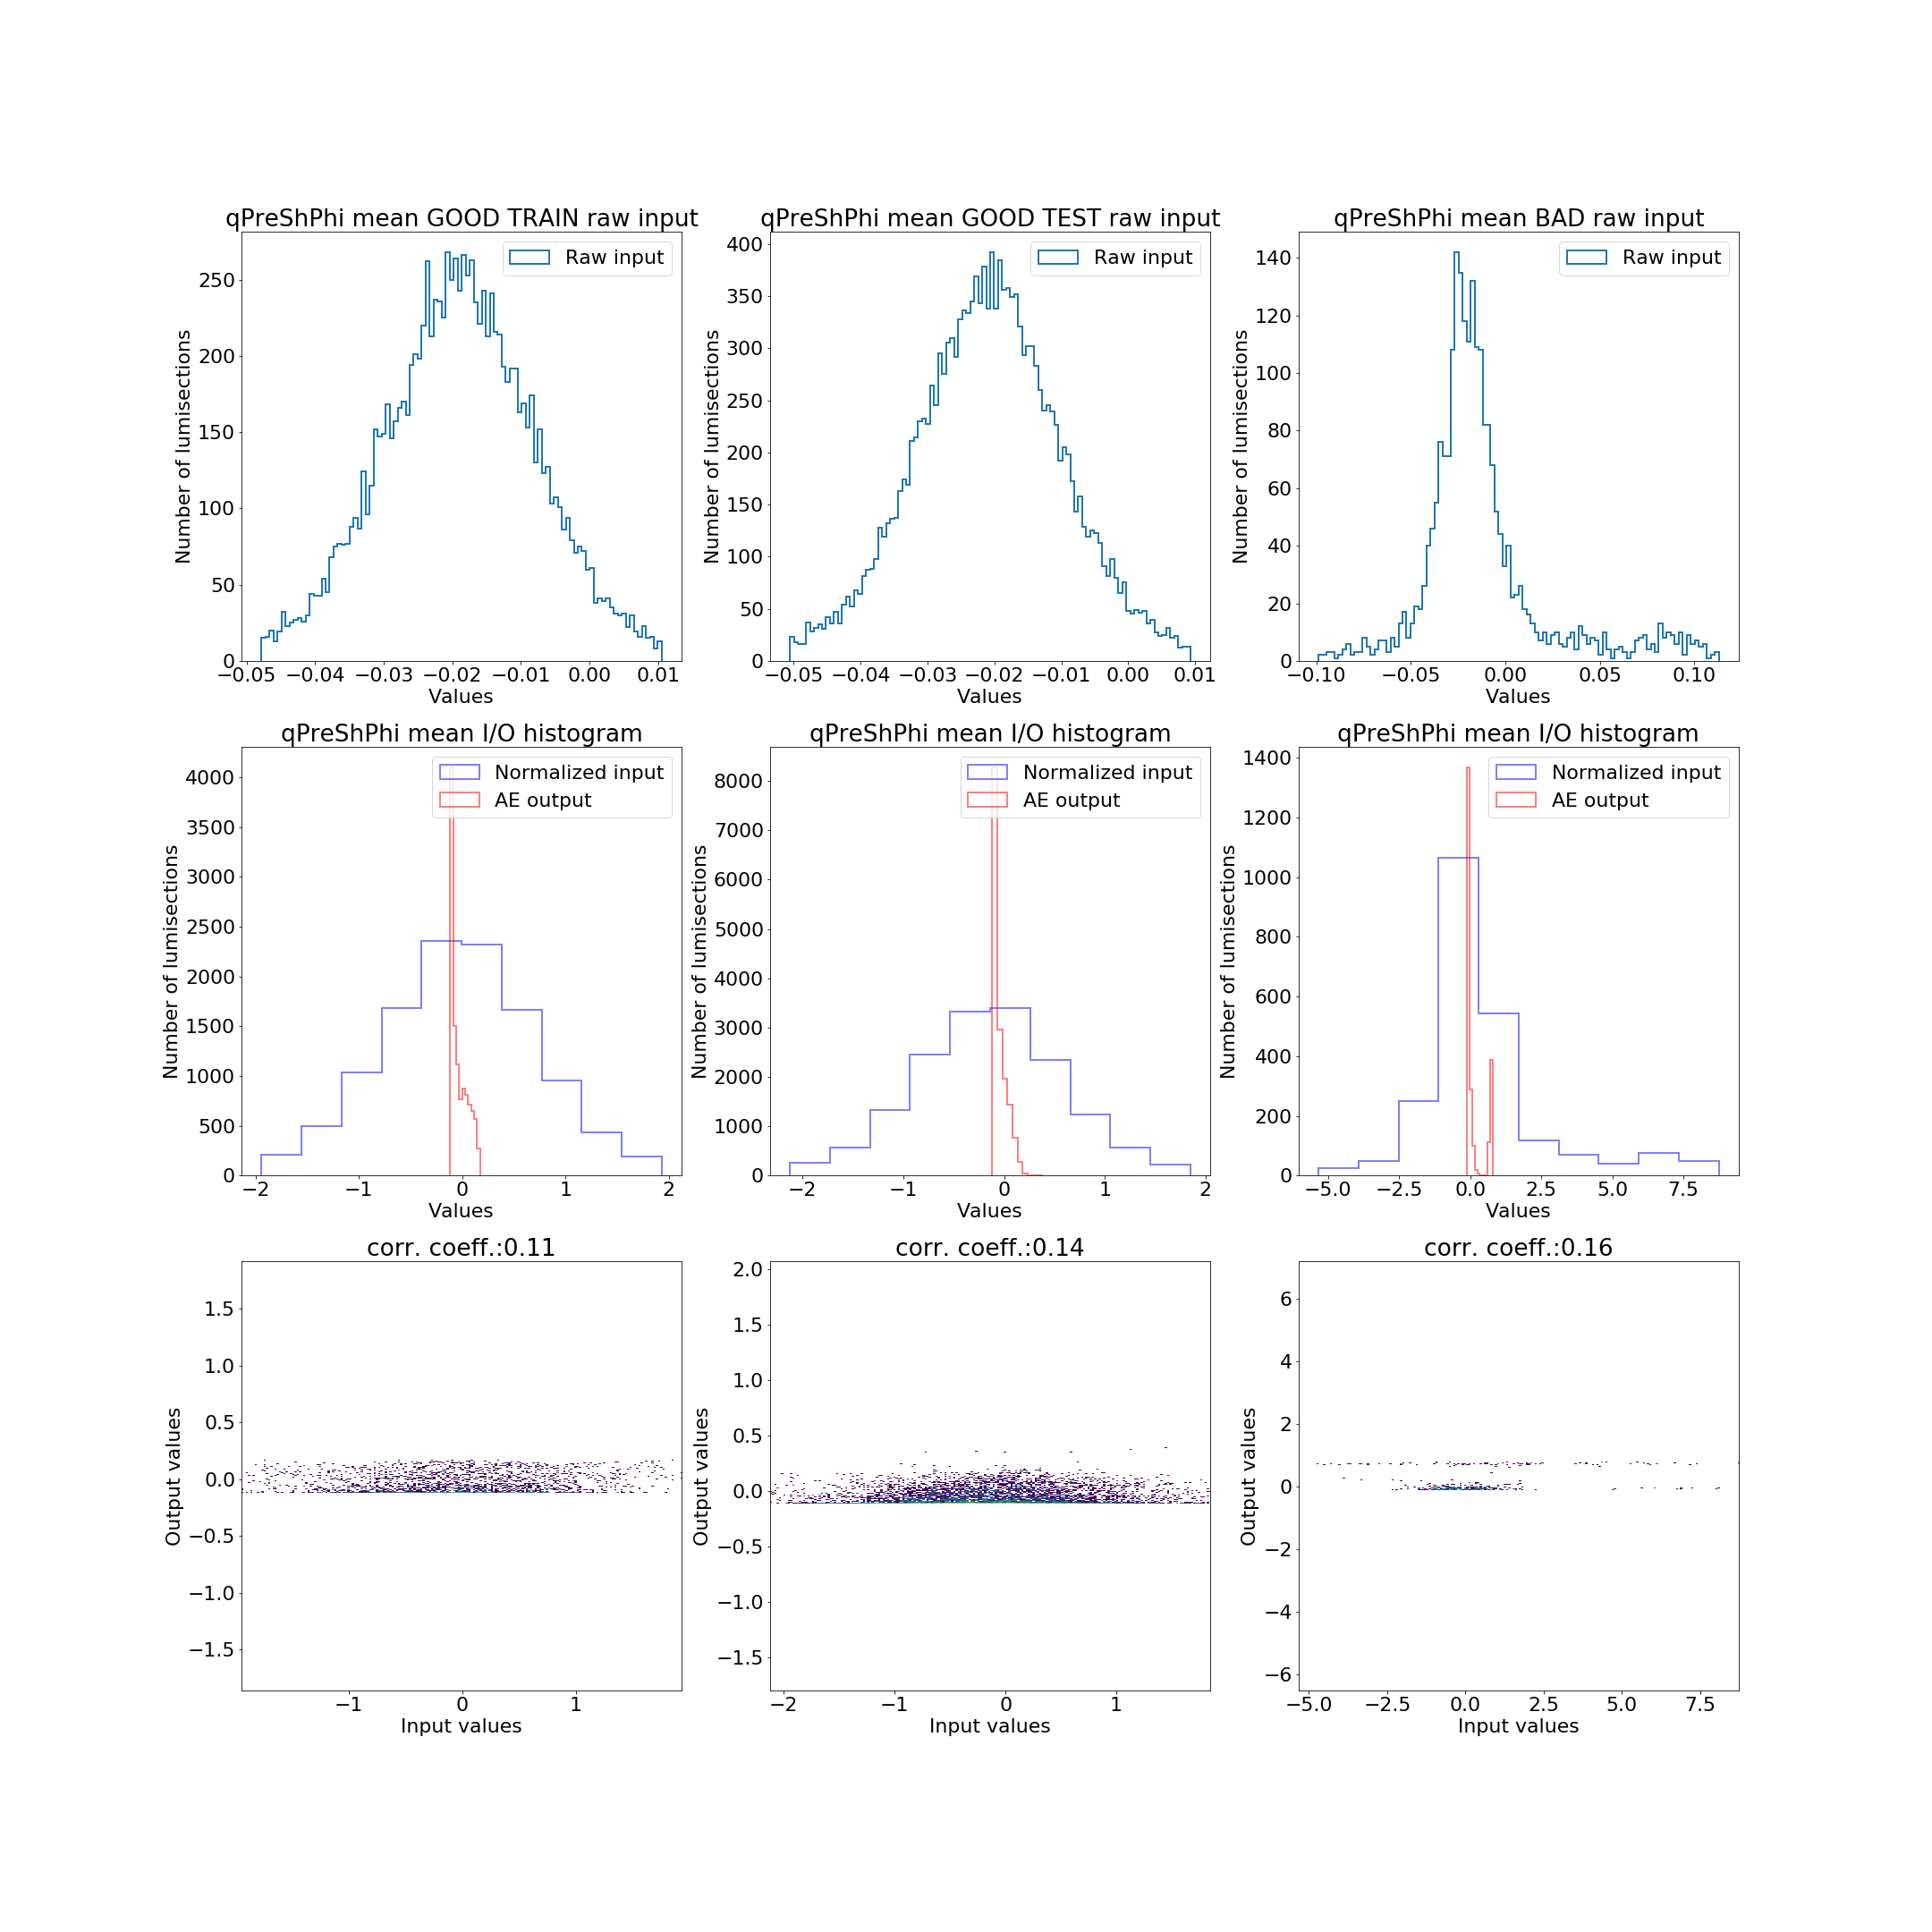 qPreShPhi mean GOOD TRAIN raw input
Raw input
Number of lumisections
250
200
150
100
50
0
−0.05 −0.04 −0.03 −0.02 −0.01 0.00 0.01
Values
qPreShPhi mean GOOD TEST raw input
Raw input
Number of lumisections
400
350
300
250
200
150
100
50
0
−0.05 −0.04 −0.03 −0.02 −0.01 0.00 0.01
Values
qPreShPhi mean BAD raw input
Raw input
Number of lumisections
140
120
100
80
60
40
20
0
−0.10 −0.05 0.00 0.05 0.10
Values
qPreShPhi mean I/O histogram
Normalized input
AE output
Number of lumisections
4000
3500
3000
2500
2000
1500
1000
500
0
−2 −1 0 1 2
Values
qPreShPhi mean I/O histogram
Normalized input
AE output
Number of lumisections
8000
7000
6000
5000
4000
3000
2000
1000
0
−2 −1 0 1 2
Values
qPreShPhi mean I/O histogram
Normalized input
AE output
Number of lumisections
1400
1200
1000
800
600
400
200
0
−5.0 −2.5 0.0 2.5 5.0 7.5
Values
corr. coeff.:0.11
Output values
1.5
1.0
0.5
0.0
−0.5
−1.0
−1.5
−1 0 1
Input values
corr. coeff.:0.14
Output values
2.0
1.5
1.0
0.5
0.0
−0.5
−1.0
−1.5
−2 −1 0 1
Input values
corr. coeff.:0.16
Output values
6
4
2
0
−2
−4
−6
−5.0 −2.5 0.0 2.5 5.0 7.5
Input values